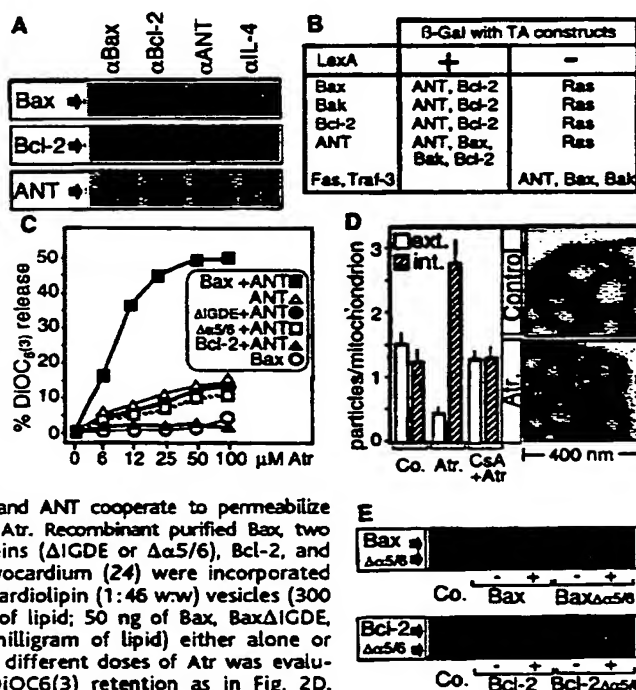 A
αBax
αBcl-2
αANT
αIL-4
Bax
Bcl-2
ANT
B
β-Gal with TA constructs
LexA + -
Bax ANT, Bcl-2 Ras
Bak ANT, Bcl-2 Ras
Bcl-2 ANT, Bcl-2 Ras
ANT ANT, Bax, Ras
Bak, Bcl-2
Fas, Traf-3 ANT, Bax, Bak
C
% DIOC6(3) release
50
40
30
20
10
0
0 6 12 25 50 100 μM Atr
Bax +ANT
ANT
ΔIGDE+ANT
Δα5/6 +ANT
Bcl-2+ANT
Bax
D
particles/mitochondrion
3
2
1
0
ext.
int.
Co. Atr. CsA
+Atr
Control
Atr.
400 nm
and ANT cooperate to permeabilize
Atr. Recombinant purified Bax, two
eins (ΔIGDE or Δα5/6), Bcl-2, and
yocardium (24) were incorporated
ardiolipin (1:46 w:w) vesicles (300
of lipid; 50 ng of Bax, BaxΔIGDE,
nilligram of lipid) either alone or
different doses of Atr was evalu-
DiOC6(3) retention as in Fig. 2D.
E
Bax
Δα5/6
Co. - + - +
Bax BaxΔα5/6
Bcl-2
Δα5/6
Co. - + - +
Bcl-2 Bcl-2Δα5/6